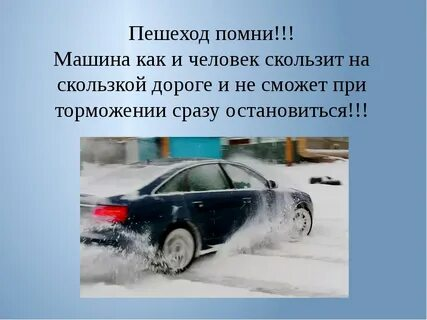 Пешеход помни!!!
Машина как и человек скользит на
скользкой дороге и не сможет при
торможении сразу остановиться!!!